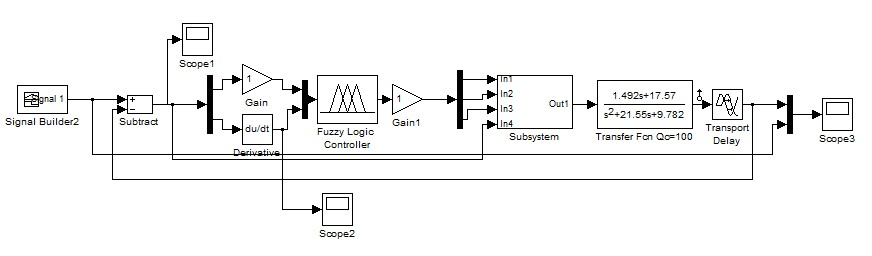 Scope1
Signal 1
Signal Builder2
+
−
Subtract
1
Gain
du/dt
Derivative
Fuzzy Logic
Controller
1
Gain1
In1
In2
In3
In4
Out1
Subsystem
1.492s+17.57
s2+21.55s+9.782
Transfer Fcn Qc=100
Transport
Delay
Scope3
Scope2